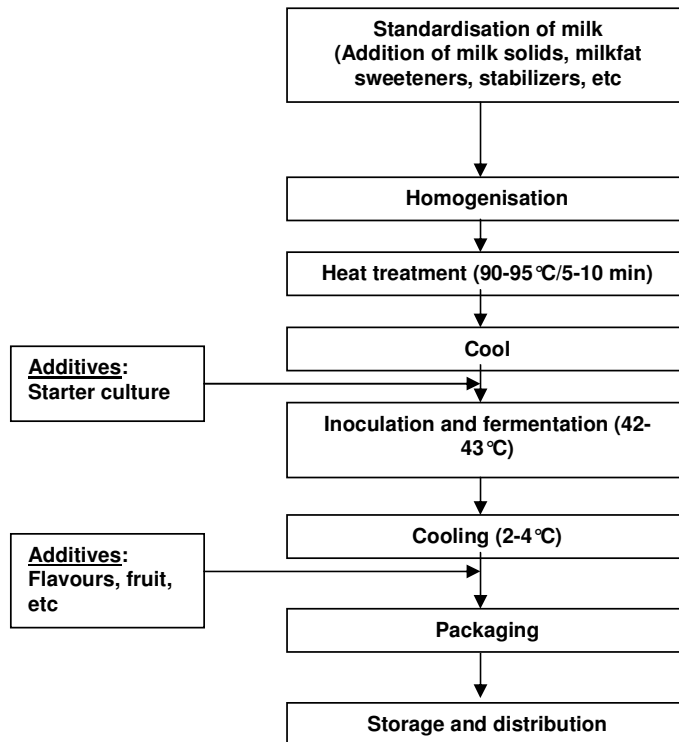 Standardisation of milk
(Addition of milk solids, milkfat
sweeteners, stabilizers, etc
Homogenisation
Heat treatment (90-95°C/5-10 min)
Cool
Additives:
Starter culture
Inoculation and fermentation (42-
43°C)
Cooling (2-4°C)
Additives:
Flavours, fruit,
etc
Packaging
Storage and distribution